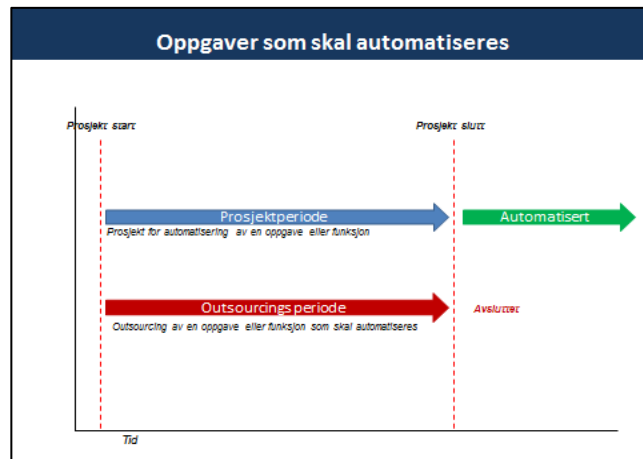 Oppgaver som skal automatiseres
Prosjekt start
Prosjekt slutt
Prosjektperiode
Automatisert
Prosjekt for automatisering av en oppgave eller funksjon
Outsourcingsperiode
Avsluttet
Outsourcing av en oppgave eller funksjon som skal automatiseres
Tid